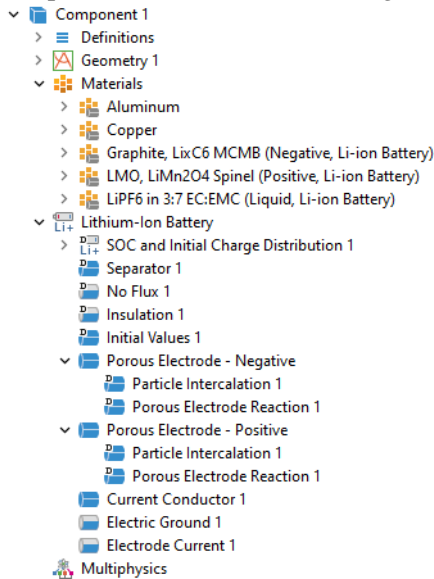 Component 1
Definitions
Geometry 1
Materials
Aluminum
Copper
Graphite, LixC6 MCMB (Negative, Li-ion Battery)
LMO, LiMn2O4 Spinel (Positive, Li-ion Battery)
LiPF6 in 3:7 EC:EMC (Liquid, Li-ion Battery)
Li+ Lithium-Ion Battery
D Li+ SOC and Initial Charge Distribution 1
D Separator 1
D No Flux 1
D Insulation 1
D Initial Values 1
Porous Electrode - Negative
D Particle Intercalation 1
D Porous Electrode Reaction 1
Porous Electrode - Positive
D Particle Intercalation 1
D Porous Electrode Reaction 1
Current Conductor 1
Electric Ground 1
Electrode Current 1
Multiphysics